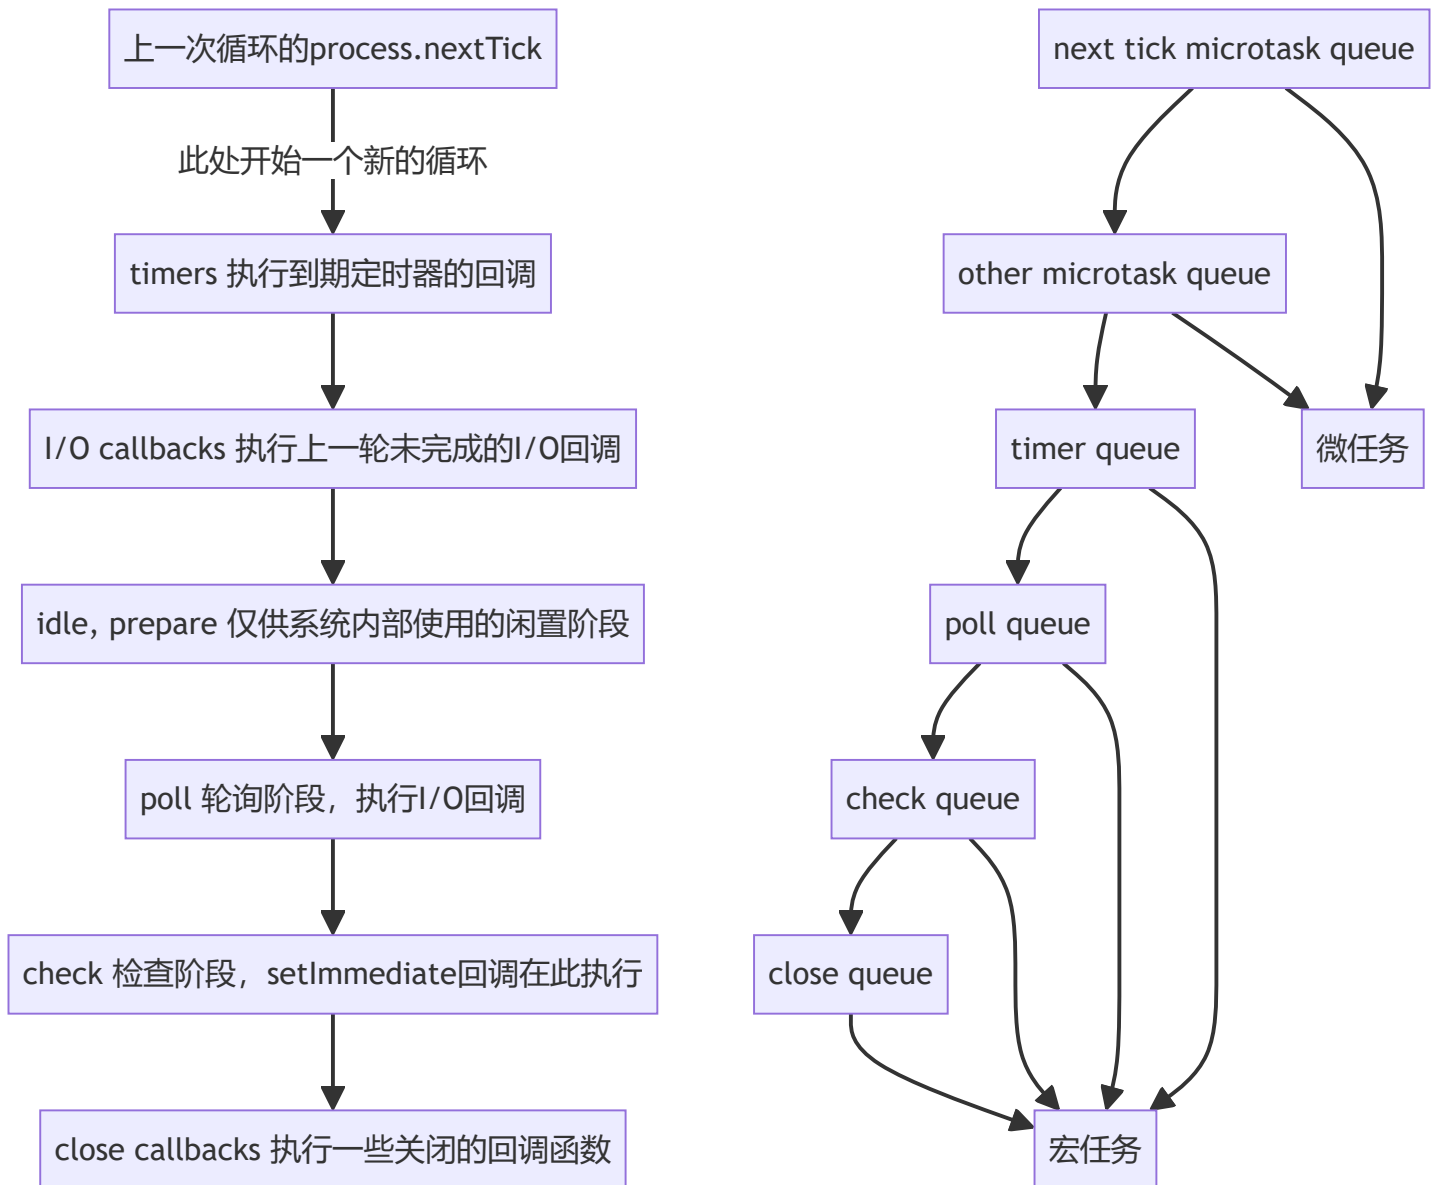 上一次循环的process.nextTick
此处开始一个新的循环
timers 执行到期定时器的回调
I/O callbacks 执行上一轮未完成的I/O回调
idle, prepare 仅供系统内部使用的闲置阶段
poll 轮询阶段，执行I/O回调
check 检查阶段，setImmediate回调在此执行
close callbacks 执行一些关闭的回调函数
next tick microtask queue
other microtask queue
timer queue
微任务
poll queue
check queue
close queue
宏任务